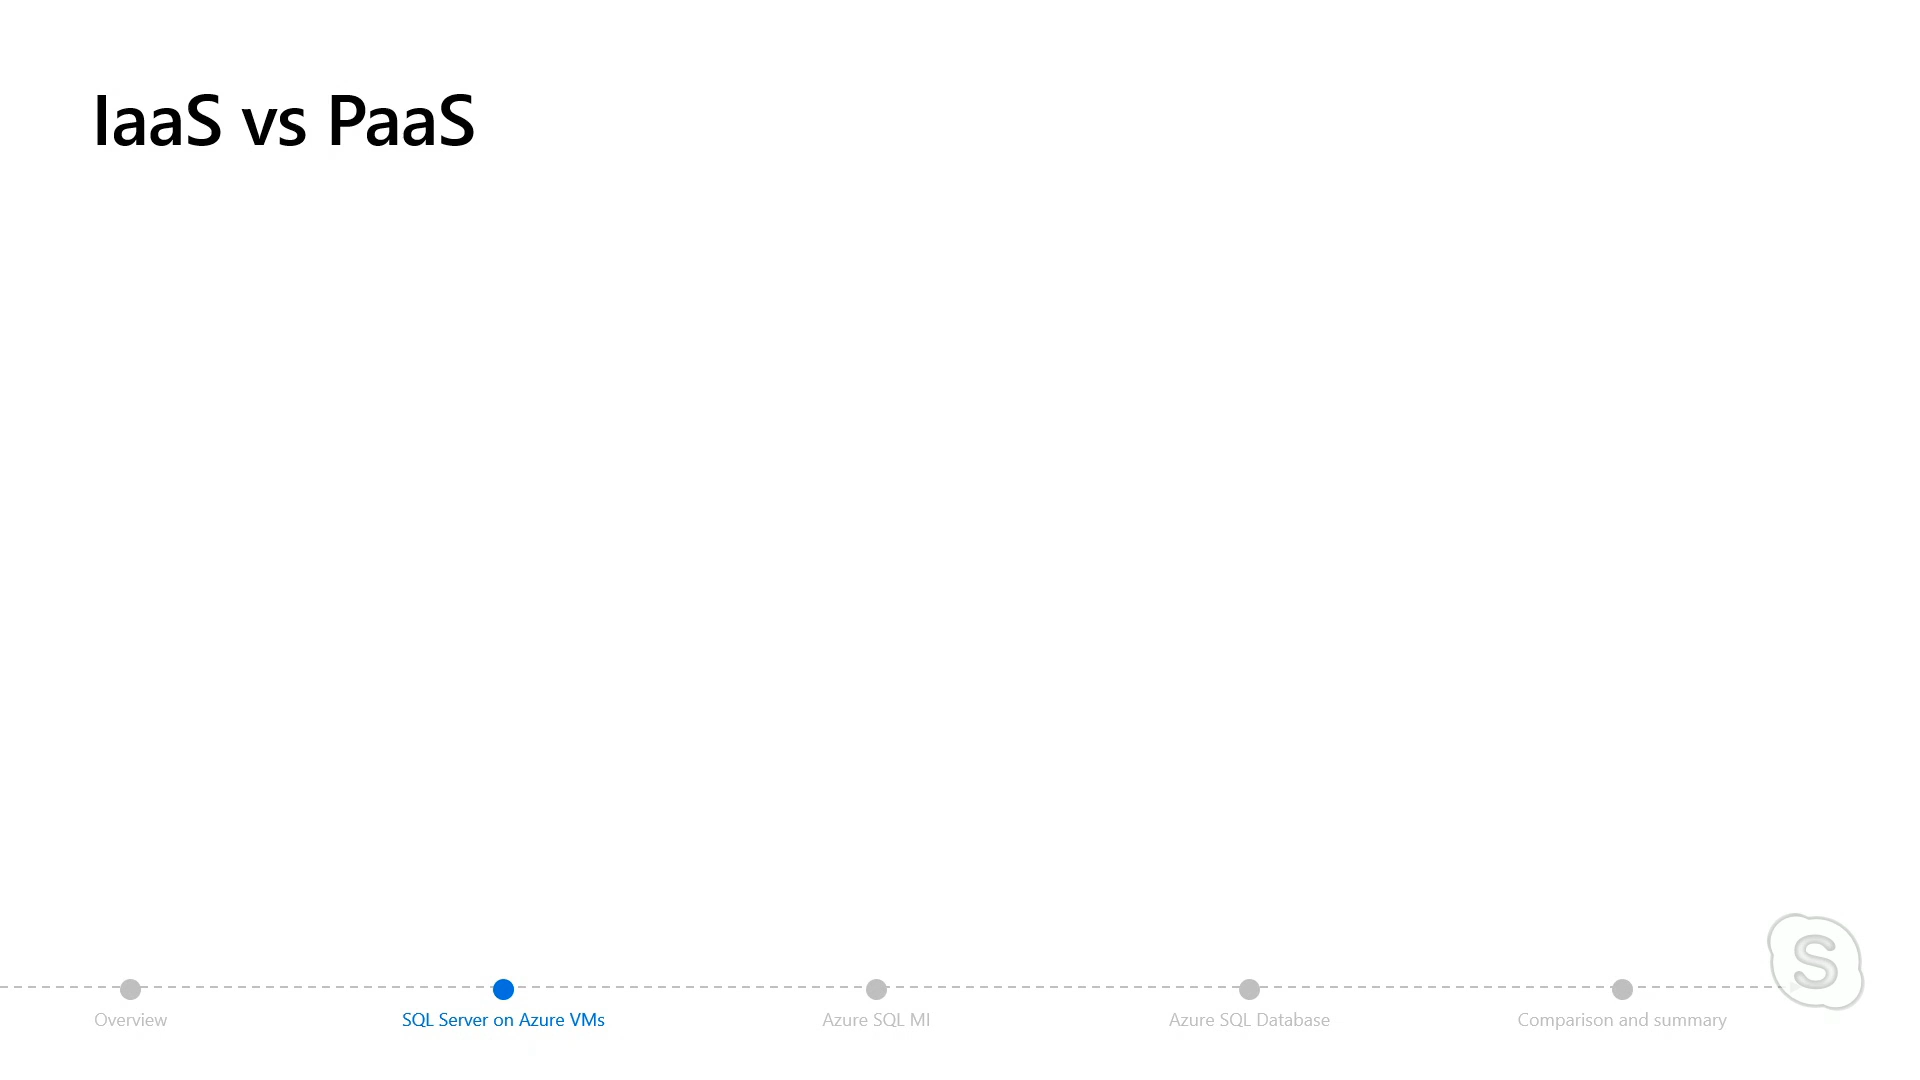 IaaS vs PaaS
Overview
SQL Server on Azure VMs
Azure SQL MI
Azure SQL Database
Comparison and summary
S